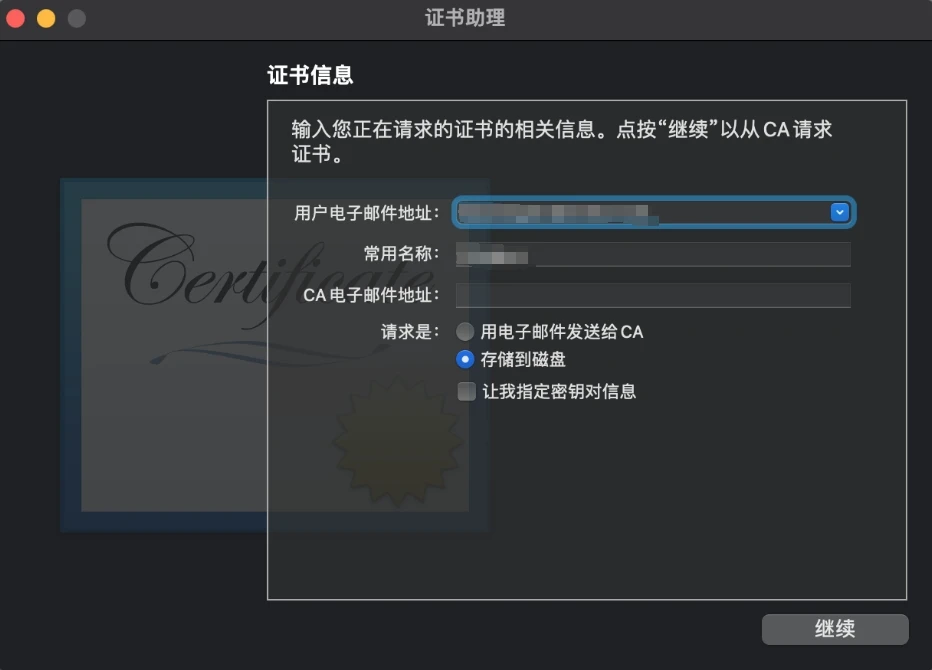 证书助理
证书信息
输入您正在请求的证书的相关信息。点按“继续”以从 CA 请求
证书。
用户电子邮件地址：
常用名称：
CA 电子邮件地址：
请求是：
用电子邮件发送给 CA
存储到磁盘
让我指定密钥对信息
Certificate
继续